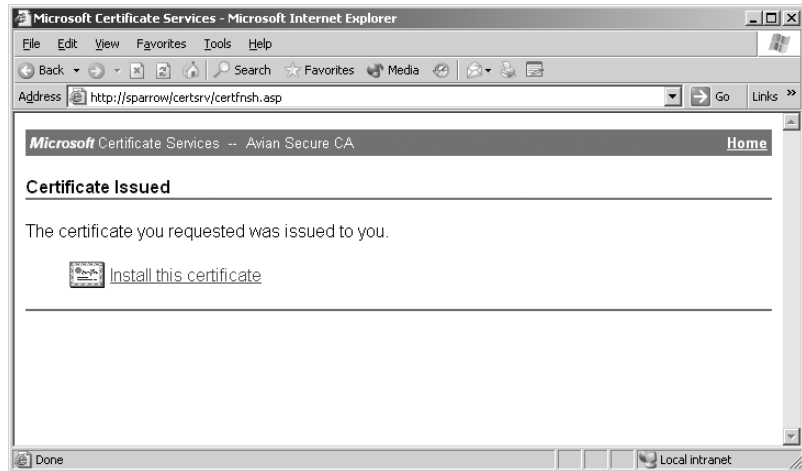 Microsoft Certificate Services - Microsoft Internet Explorer
File Edit View Favorites Tools Help
Back Search Favorites Media
Address http://sparrow/certsrv/certfnsh.asp Go Links »
Microsoft Certificate Services -- Avian Secure CA Home
Certificate Issued
The certificate you requested was issued to you.
Install this certificate
Done Local intranet